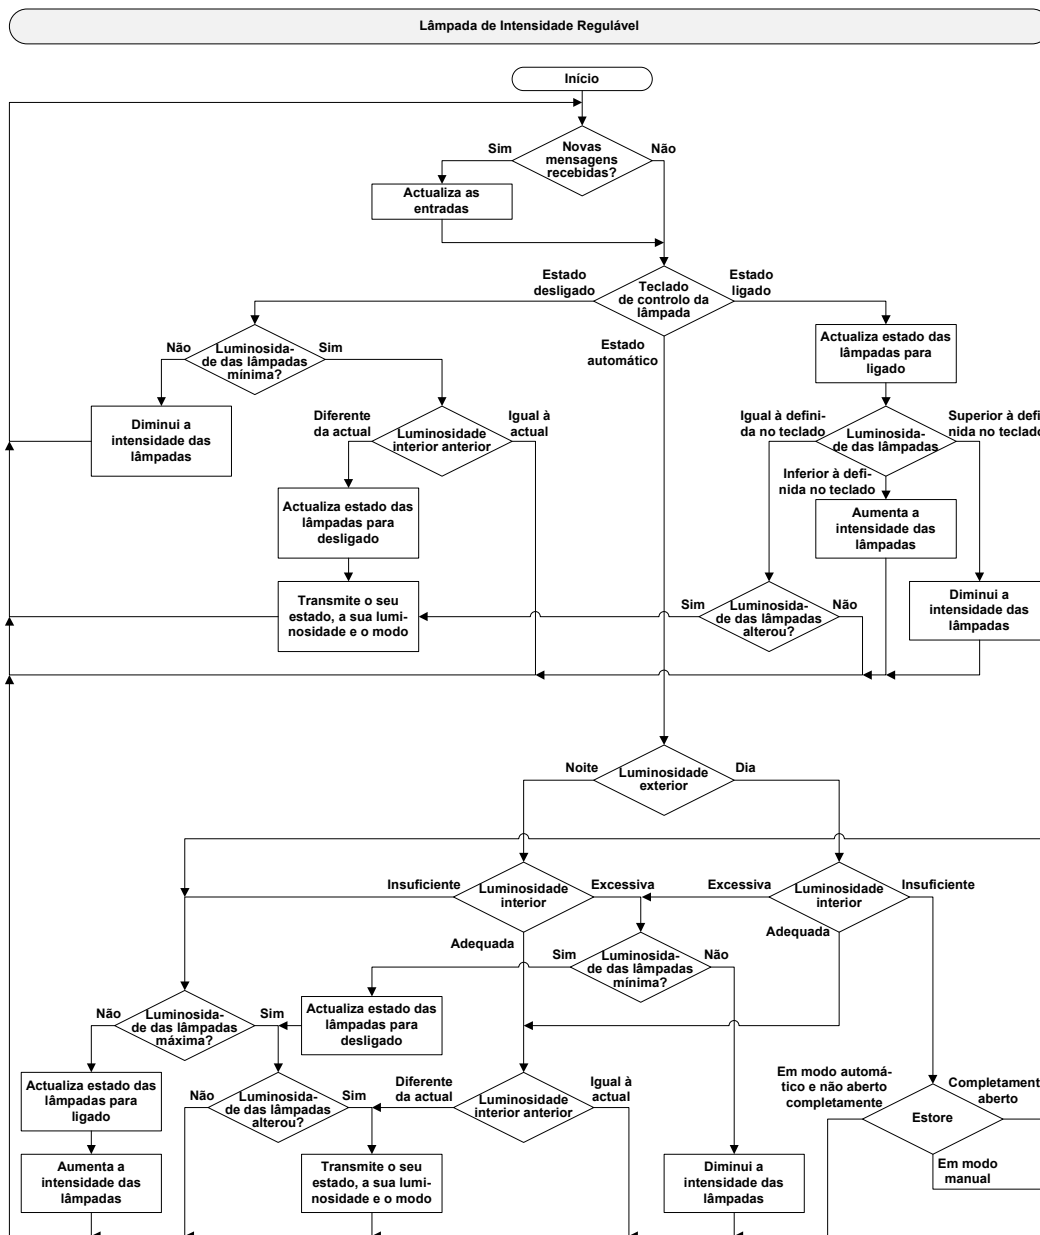 Lâmpada de Intensidade Regulável
Início
Novas
mensagens
recebidas?
Sim
Não
Actualiza as
entradas
Estado
desligado
Teclado
de controlo da
lâmpada
Estado
ligado
Estado
automático
Não
Luminosida-
de das lâmpadas
mínima?
Sim
Actualiza estado das
lâmpadas para
ligado
Diminui a
intensidade das
lâmpadas
Diferente
da actual
Luminosidade
interior anterior
Igual à
actual
Igual à defini-
da no teclado
Luminosida-
de das lâmpadas
Superior à defi-
nida no teclado
Inferior à defi-
nida no teclado
Actualiza estado das
lâmpadas para
desligado
Aumenta a
intensidade das
lâmpadas
Transmite o seu
estado, a sua lumi-
nosidade e o modo
Sim
Luminosida-
de das lâmpadas
alterou?
Não
Diminui a
intensidade das
lâmpadas
Noite
Luminosidade
exterior
Dia
Insuficiente
Luminosidade
interior
Excessiva
Excessiva
Luminosidade
interior
Insuficiente
Adequada
Adequada
Sim
Luminosida-
de das lâmpadas
mínima?
Não
Não
Luminosida-
de das lâmpadas
máxima?
Sim
Actualiza estado das
lâmpadas para
desligado
Actualiza estado das
lâmpadas para
ligado
Não
Luminosida-
de das lâmpadas
alterou?
Sim
Diferente
da actual
Luminosidade
interior anterior
Igual à
actual
Em modo automá-
tico e não aberto
completamente
Estore
Completament
aberto
Em modo
manual
Aumenta a
intensidade das
lâmpadas
Transmite o seu
estado, a sua lumi-
nosidade e o modo
Diminui a
intensidade das
lâmpadas